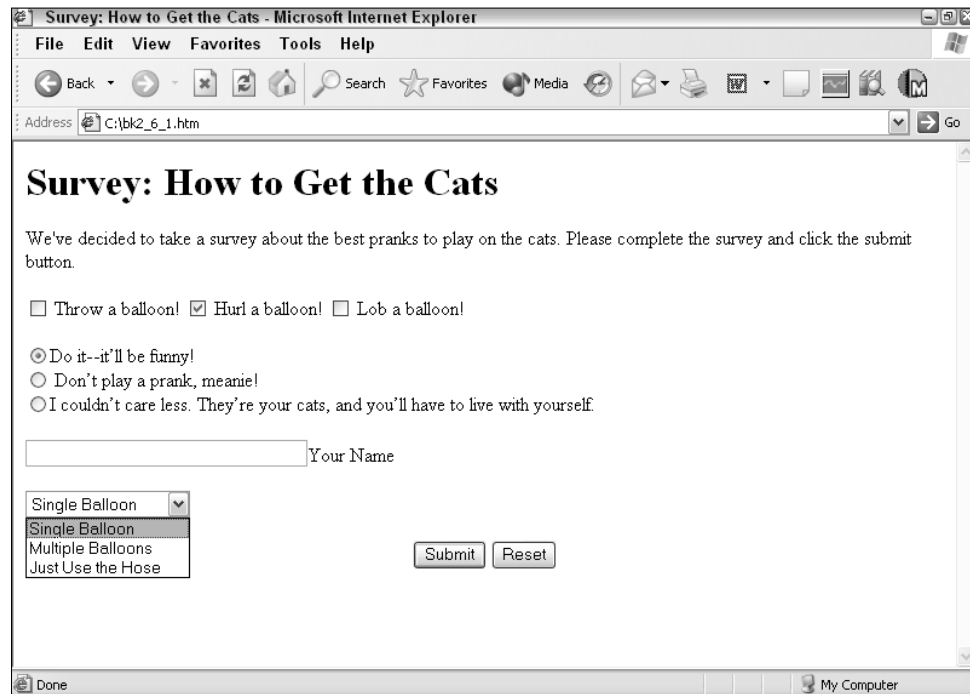 Survey: How to Get the Cats - Microsoft Internet Explorer
File Edit View Favorites Tools Help
Back Search Favorites Media W M
Address C:\bk2_6_1.htm Go
Survey: How to Get the Cats
We've decided to take a survey about the best pranks to play on the cats. Please complete the survey and click the submit
button.
Throw a balloon! Hurl a balloon! Lob a balloon!
Do it--it'll be funny!
Don't play a prank, meanie!
I couldn't care less. They're your cats, and you'll have to live with yourself.
Your Name
Single Balloon
Single Balloon
Multiple Balloons
Submit Reset
Just Use the Hose
Done My Computer